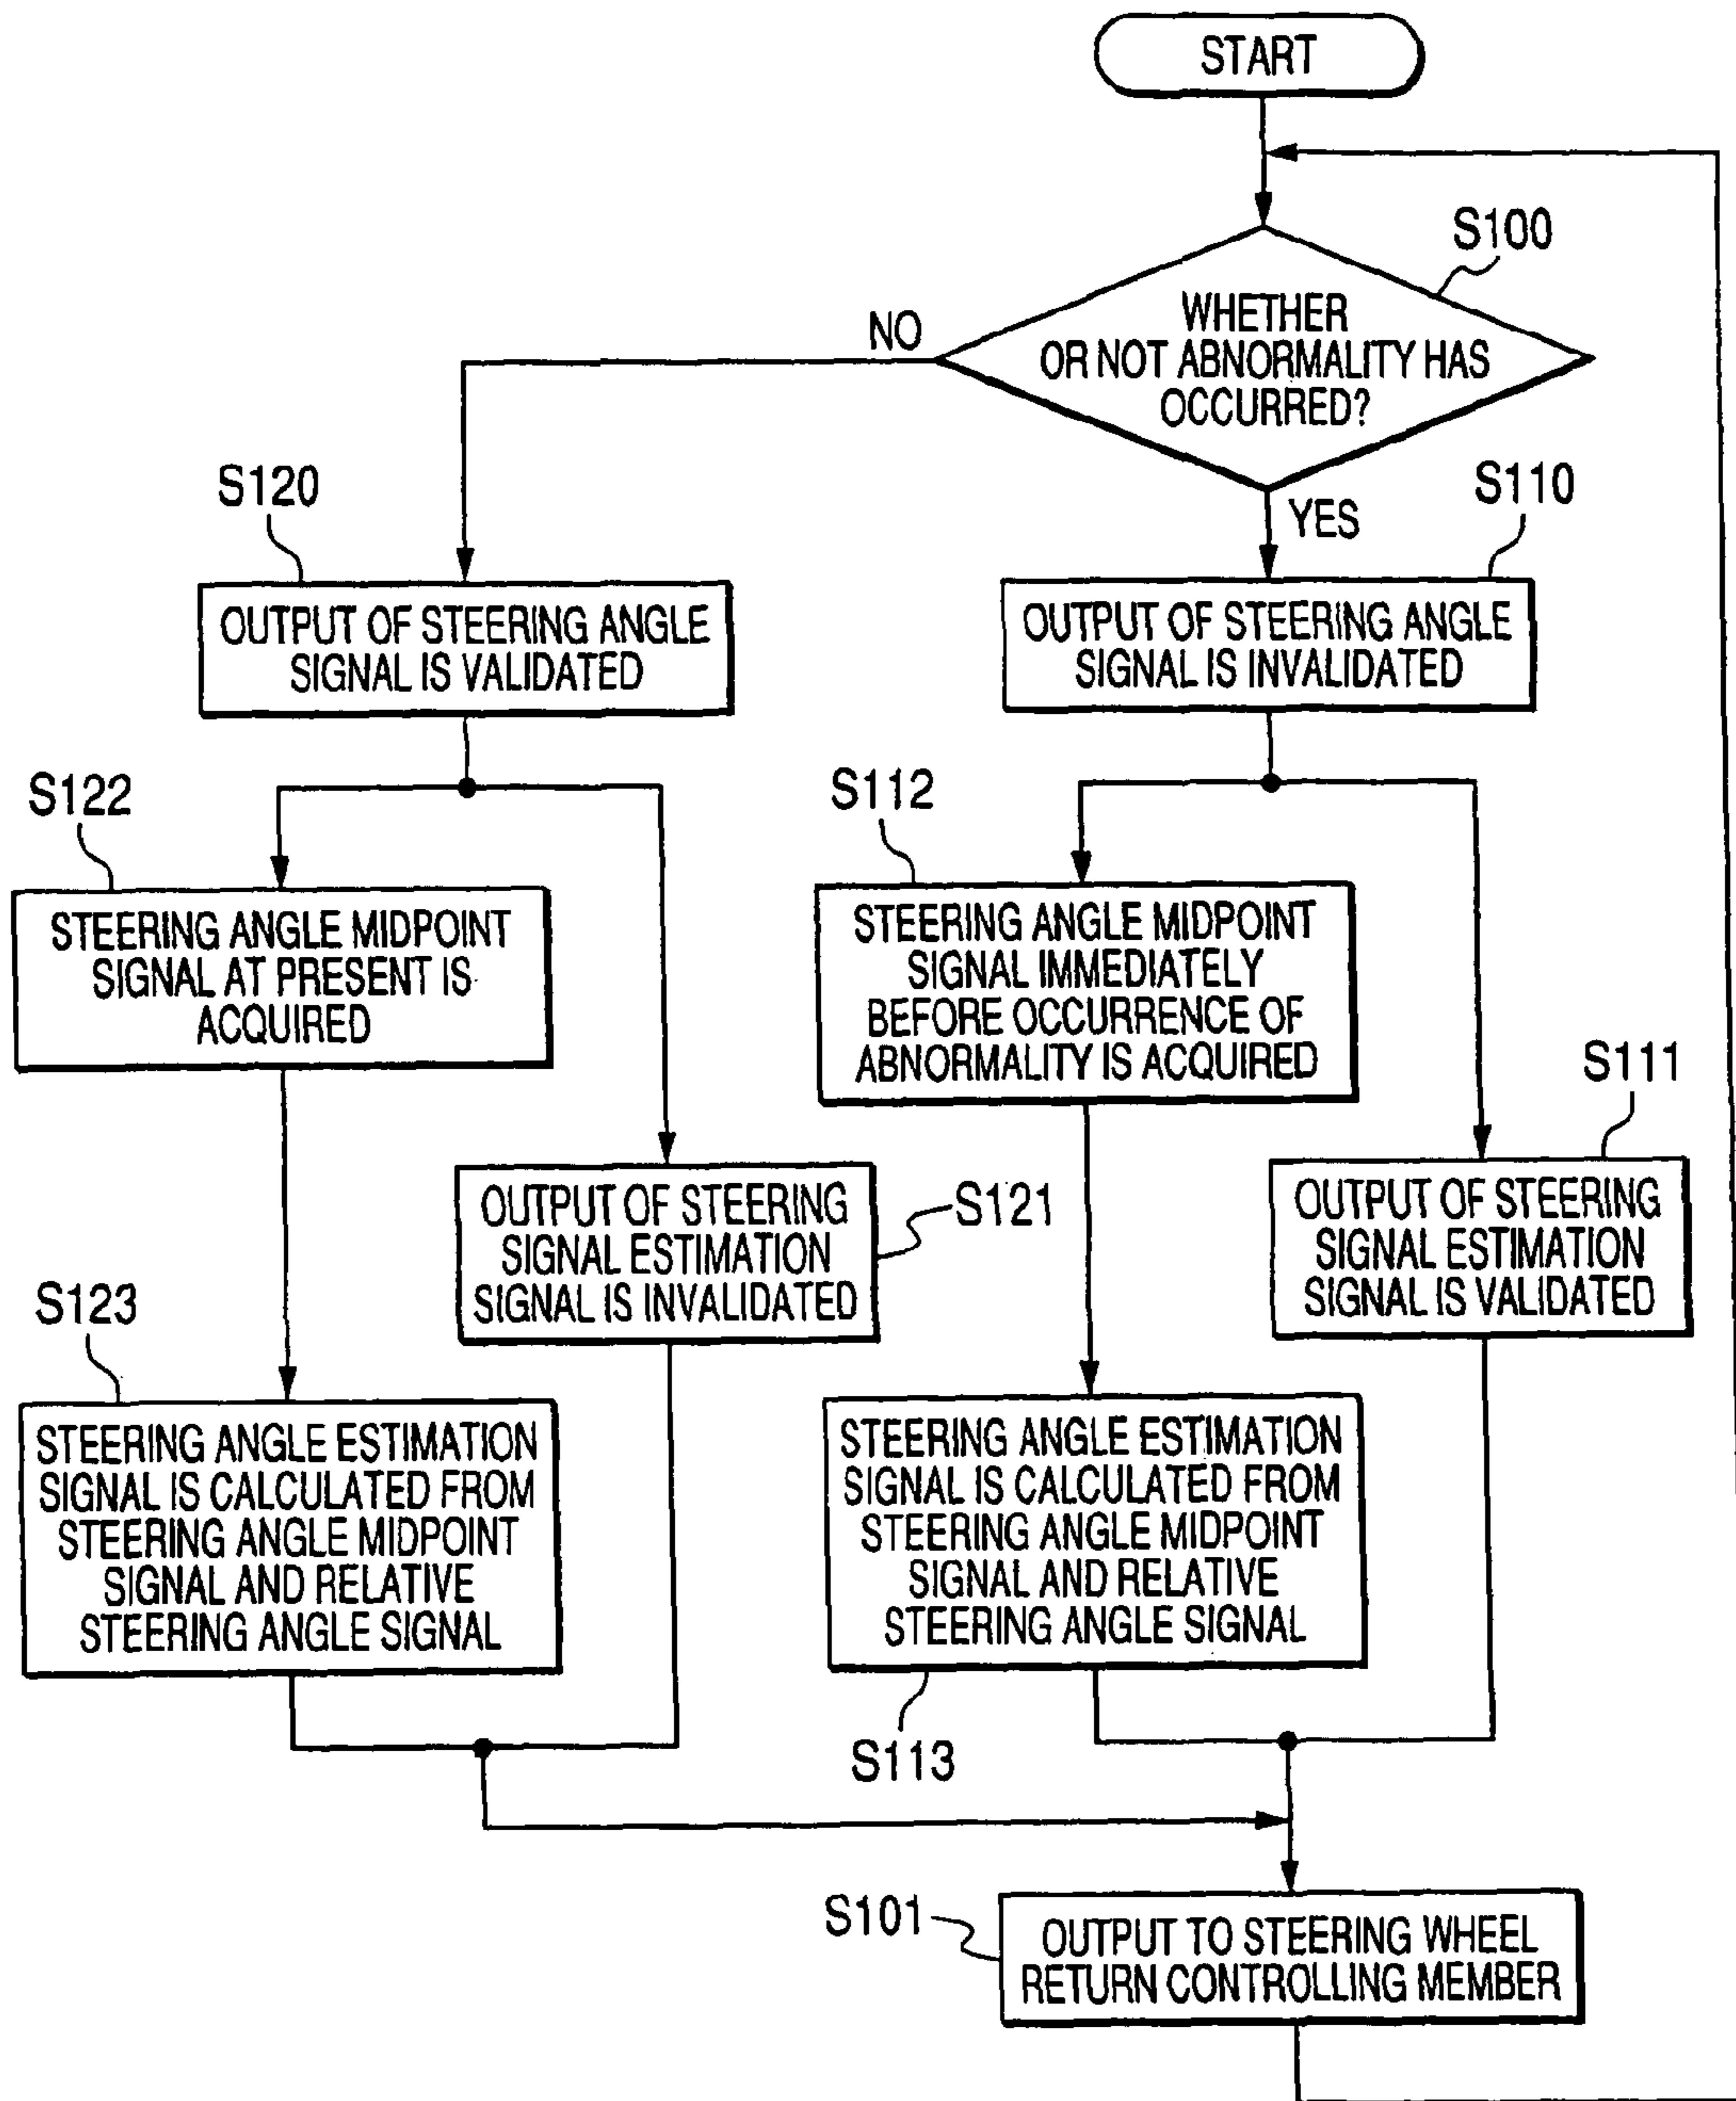 START
S100
WHETHER
OR NOT ABNORMALITY HAS
OCCURRED?
NO
YES
S120
OUTPUT OF STEERING ANGLE
SIGNAL IS VALIDATED
S110
OUTPUT OF STEERING ANGLE
SIGNAL IS INVALIDATED
S122
STEERING ANGLE MIDPOINT
SIGNAL AT PRESENT IS
ACQUIRED
S112
STEERING ANGLE MIDPOINT
SIGNAL IMMEDIATELY
BEFORE OCCURRENCE OF
ABNORMALITY IS ACQUIRED
S121
OUTPUT OF STEERING
SIGNAL ESTIMATION
SIGNAL IS INVALIDATED
S111
OUTPUT OF STEERING
SIGNAL ESTIMATION
SIGNAL IS VALIDATED
S123
STEERING ANGLE ESTIMATION
SIGNAL IS CALCULATED FROM
STEERING ANGLE MIDPOINT
SIGNAL AND RELATIVE
STEERING ANGLE SIGNAL
STEERING ANGLE ESTIMATION
SIGNAL IS CALCULATED FROM
STEERING ANGLE MIDPOINT
SIGNAL AND RELATIVE
STEERING ANGLE SIGNAL
S113
S101
OUTPUT TO STEERING WHEEL
RETURN CONTROLLING MEMBER